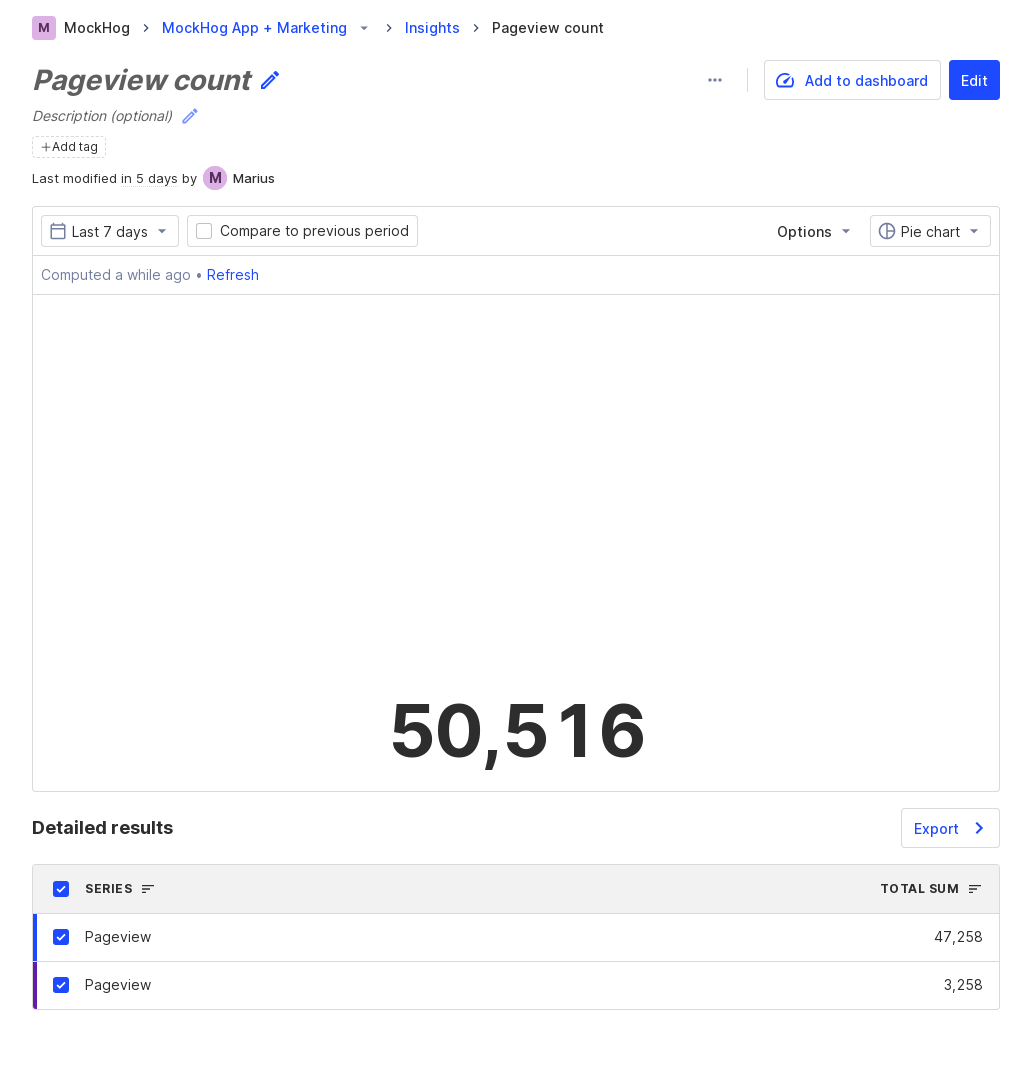 M MockHog MockHog App + Marketing Insights Pageview count
Pageview count
Add to dashboard Edit
Description (optional)
Add tag
Last modified in 5 days by M Marius
Last 7 days Compare to previous period Options Pie chart
Computed a while ago • Refresh
50,516
Detailed results Export
SERIES TOTAL SUM
Pageview 47,258
Pageview 3,258